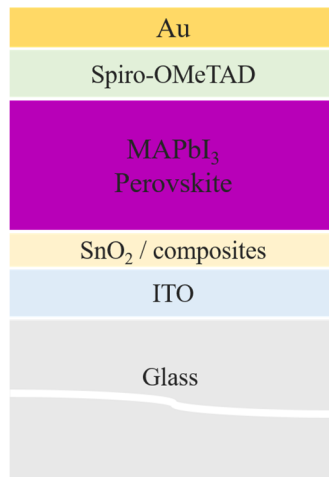 Au
Spiro-OMeTAD
MAPbI₃
Perovskite
SnO₂ / composites
ITO
Glass